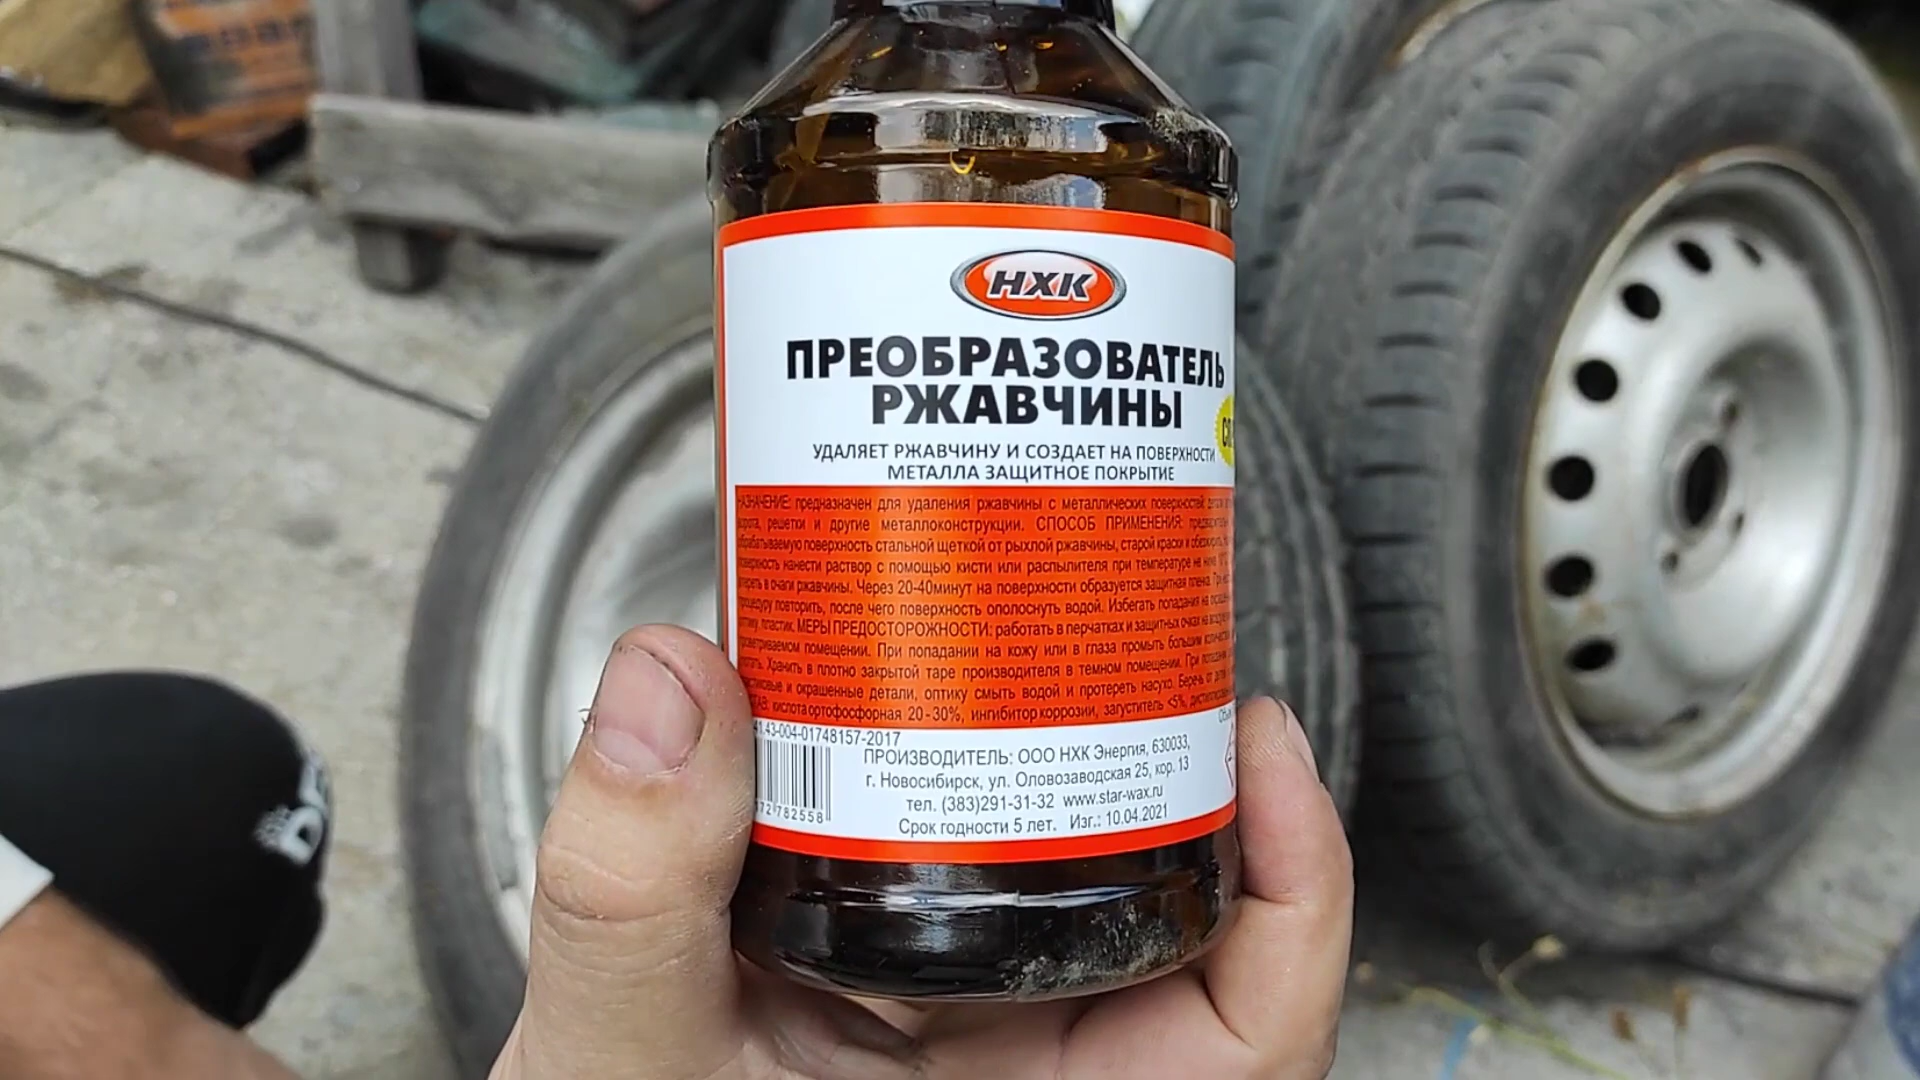 НХК
ПРЕОБРАЗОВАТЕЛЬ
РЖАВЧИНЫ
УДАЛЯЕТ РЖАВЧИНУ И СОЗДАЕТ НА ПОВЕРХНОСТИ
МЕТАЛЛА ЗАЩИТНОЕ ПОКРЫТИЕ
НАЗНАЧЕНИЕ: предназначен для удаления ржавчины с металлических поверхностей:
решетки и другие металлоконструкции. СПОСОБ ПРИМЕНЕНИЯ:
обрабатываемую поверхность стальной щеткой от рыхлой ржавчины, старой краски и
поверхность нанести раствор с помощью кисти или распылителя при температуре не ниже
в очаги ржавчины. Через 20-40минут на поверхности образуется защитная пленка.
процедуру повторить, после чего поверхность ополоснуть водой. Избегать попадания на
оптику, пластик. МЕРЫ ПРЕДОСТОРОЖНОСТИ: работать в перчатках и защитных очках на
помещении. При попадании на кожу или в глаза промыть большим
Хранить в плотно закрытой таре производителя в темном помещении. При
и окрашенные детали, оптику смыть водой и протереть насухо. Беречь от
кислота ортофосфорная 20-30%, ингибитор коррозии, загуститель <5%,
.43-004-01748157-2017
ПРОИЗВОДИТЕЛЬ: ООО НХК Энергия, 630033,
г. Новосибирск, ул. Оловозаводская 25, кор. 13
тел. (383)291-31-32 www.star-wax.ru
Срок годности 5 лет. Изг.: 10.04.2021
782558